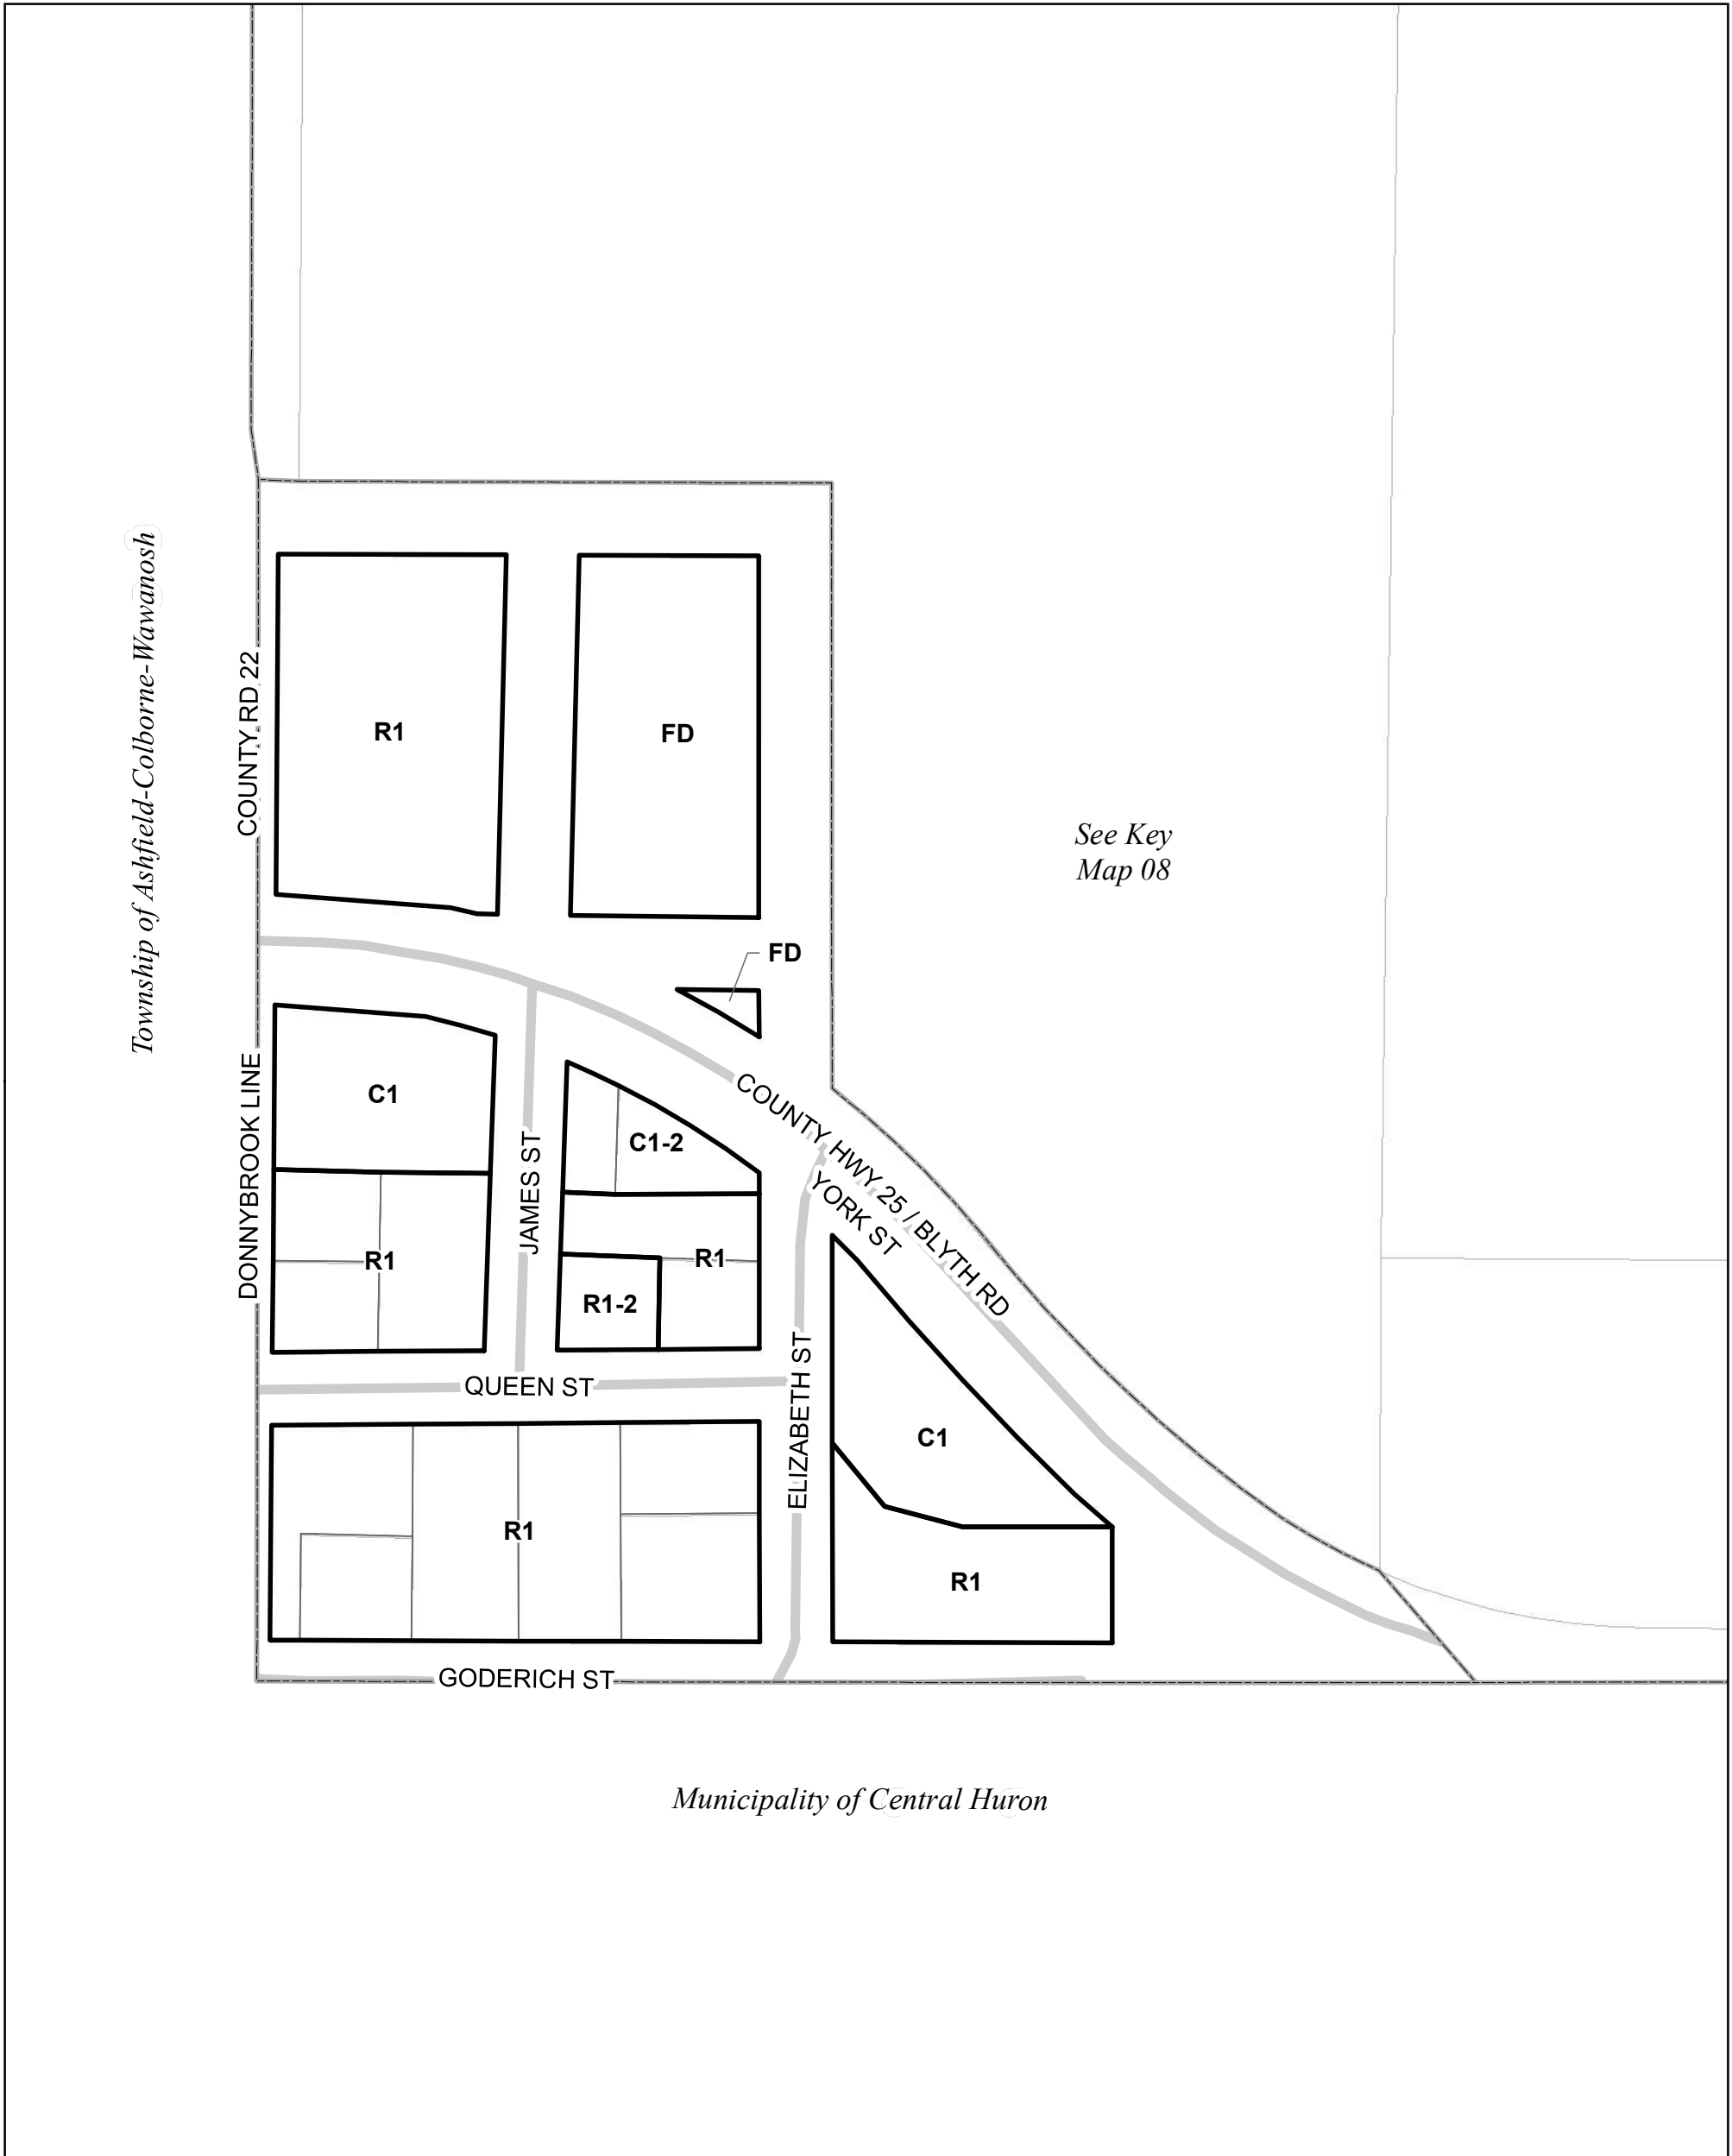 Township of Ashfield-Colborne-Wawanosh
COUNTY RD 22
R1
FD
See Key
Map 08
FD
DONNYBROOK LINE
C1
JAMES ST
C1-2
COUNTY HWY 25 / BLYTH RD
YORK ST
R1
R1
R1-2
QUEEN ST
ELIZABETH ST
C1
R1
R1
GODERICH ST
Municipality of Central Huron